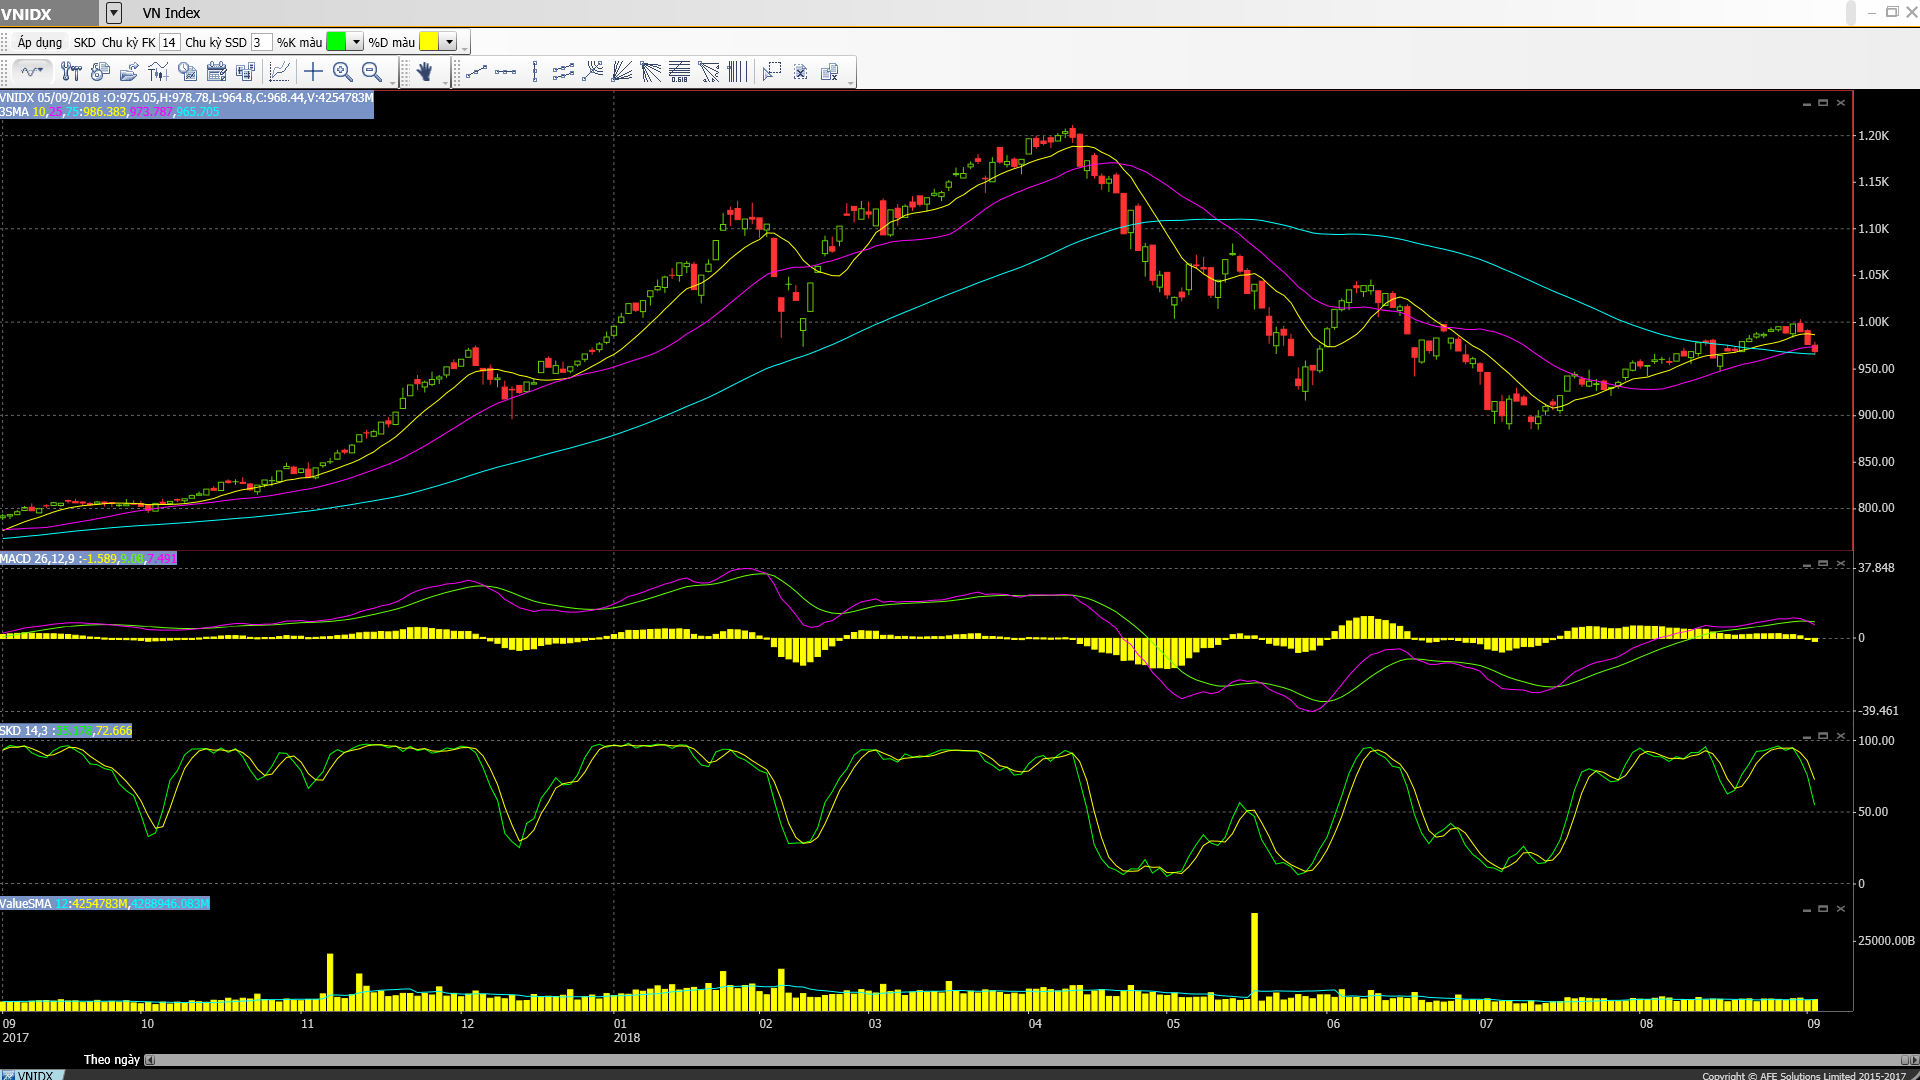 VNIDX VN Index
Áp dụng SKD Chu kỳ FK 14 Chu kỳ SSD 3 %K màu %D màu
0.618
VNIDX 05/09/2018 :O:975.05,H:978.78,L:964.8,C:968.44,V:4254783M
3SMA 10,25,75:986.383,973.787,965.705
1.20K
1.15K
1.10K
1.05K
1.00K
950.00
900.00
850.00
800.00
MACD 26,12,9 :-1.589,9.08,7.491
37.848
0
-39.461
SKD 14,3 : 72.666
100.00
50.00
0
ValueSMA 12:4254783M,4288946.083M
25000.00B
09 10 11 12 01 02 03 04 05 06 07 08 09
2017 2018
Theo ngày
VNIDX
Copyright © AFE Solutions Limited 2015-2017